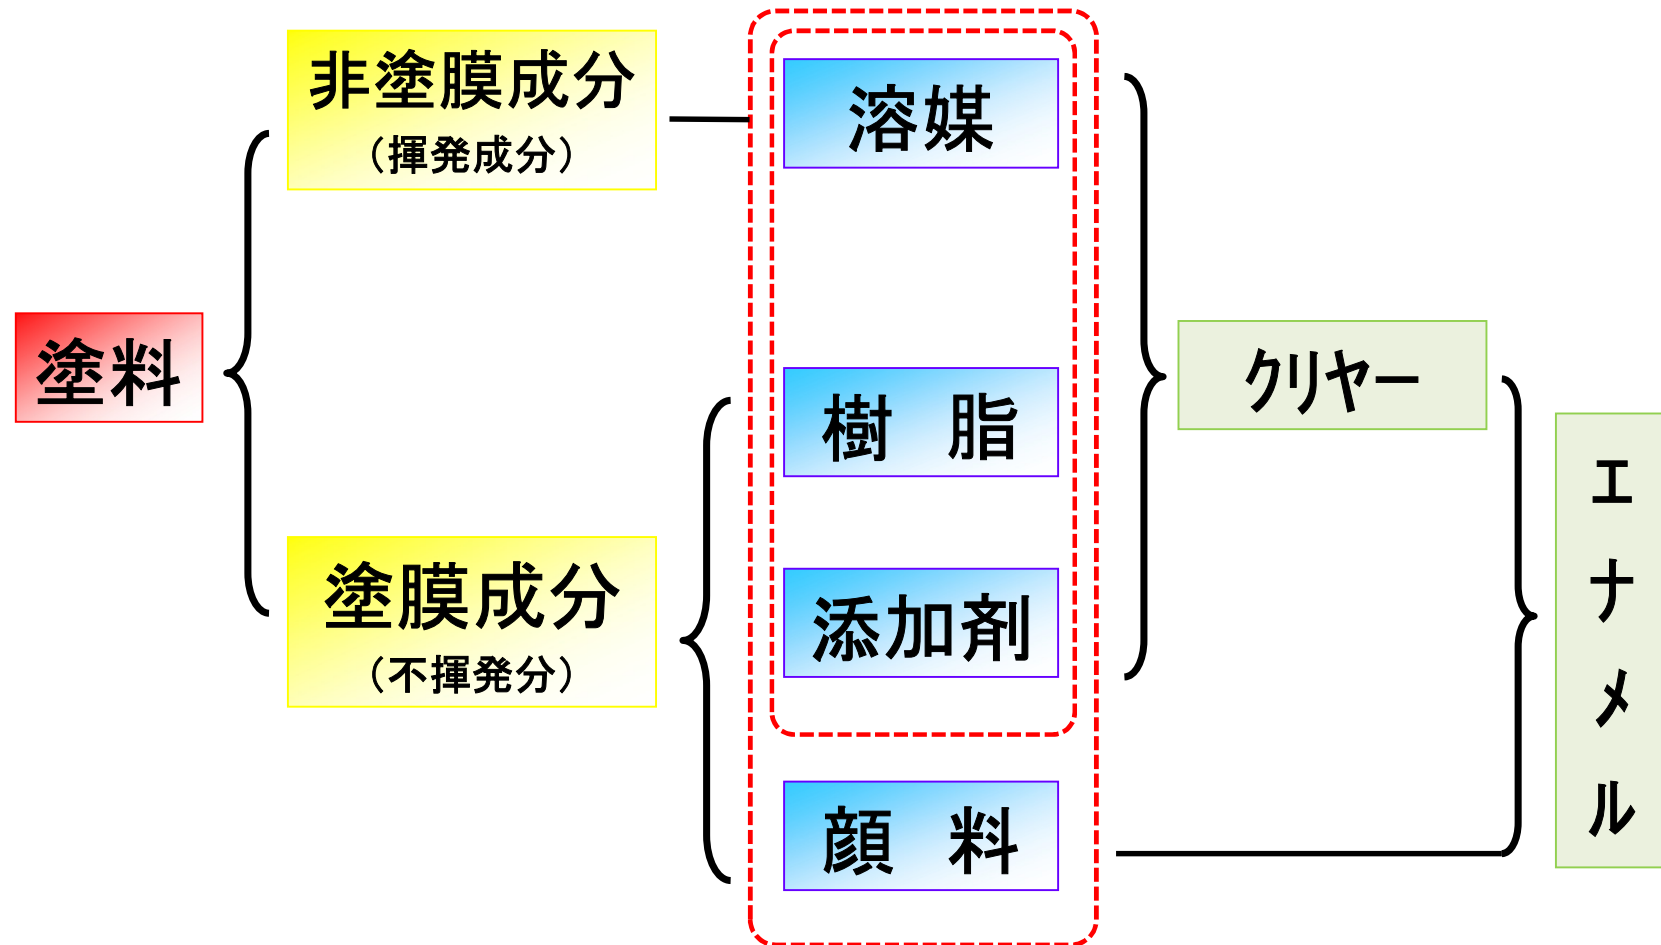 塗料
非塗膜成分
（揮発成分）
塗膜成分
（不揮発分）
溶媒
樹　脂
添加剤
顔　料
ｸﾘﾔｰ
ｴﾅﾒﾙ